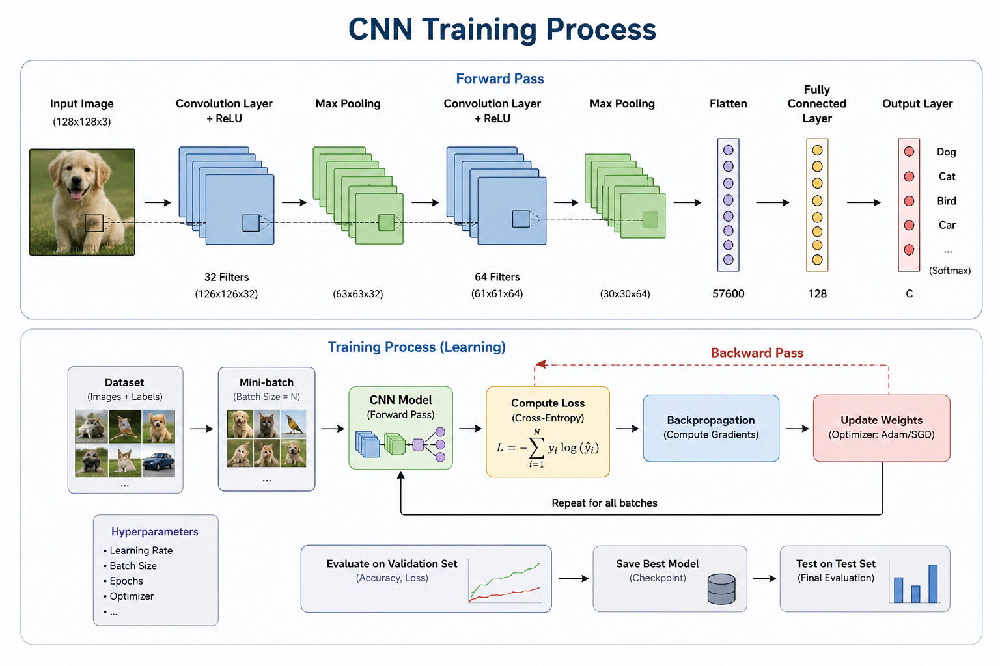 CNN Training Process
Forward Pass
Input Image
(128x128x3)
Convolution Layer
+ ReLU
32 Filters
(126x126x32)
Max Pooling
(63x63x32)
Convolution Layer
+ ReLU
64 Filters
(61x61x64)
Max Pooling
(30x30x64)
Flatten
57600
Fully
Connected
Layer
128
Output Layer
Dog
Cat
Bird
Car
...
(Softmax)
C
Training Process (Learning)
Backward Pass
Dataset
(Images + Labels)
...
Mini-batch
(Batch Size = N)
...
CNN Model
(Forward Pass)
Compute Loss
(Cross-Entropy)
L = − ∑_{i=1}^{N} y_i log (ŷ_i)
Backpropagation
(Compute Gradients)
Update Weights
(Optimizer: Adam/SGD)
Repeat for all batches
Hyperparameters
• Learning Rate
• Batch Size
• Epochs
• Optimizer
• ...
Evaluate on Validation Set
(Accuracy, Loss)
Save Best Model
(Checkpoint)
Test on Test Set
(Final Evaluation)